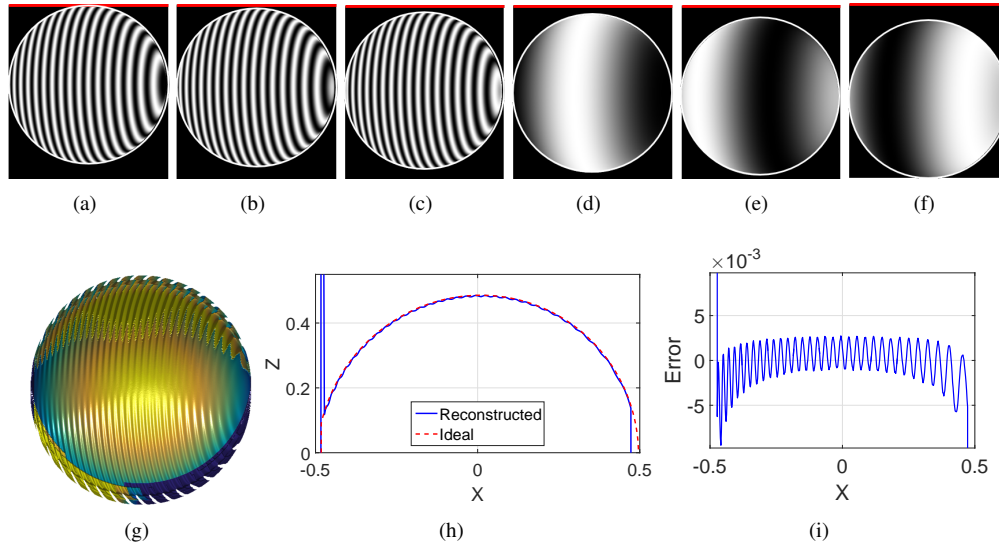 (a) (b) (c) (d) (e) (f)
(g)
0.4
0.2
0
Z
Reconstructed
Ideal
-0.5 0 0.5
X
(h)
×10⁻³
5
0
-5
Error
-0.5 0 0.5
X
(i)